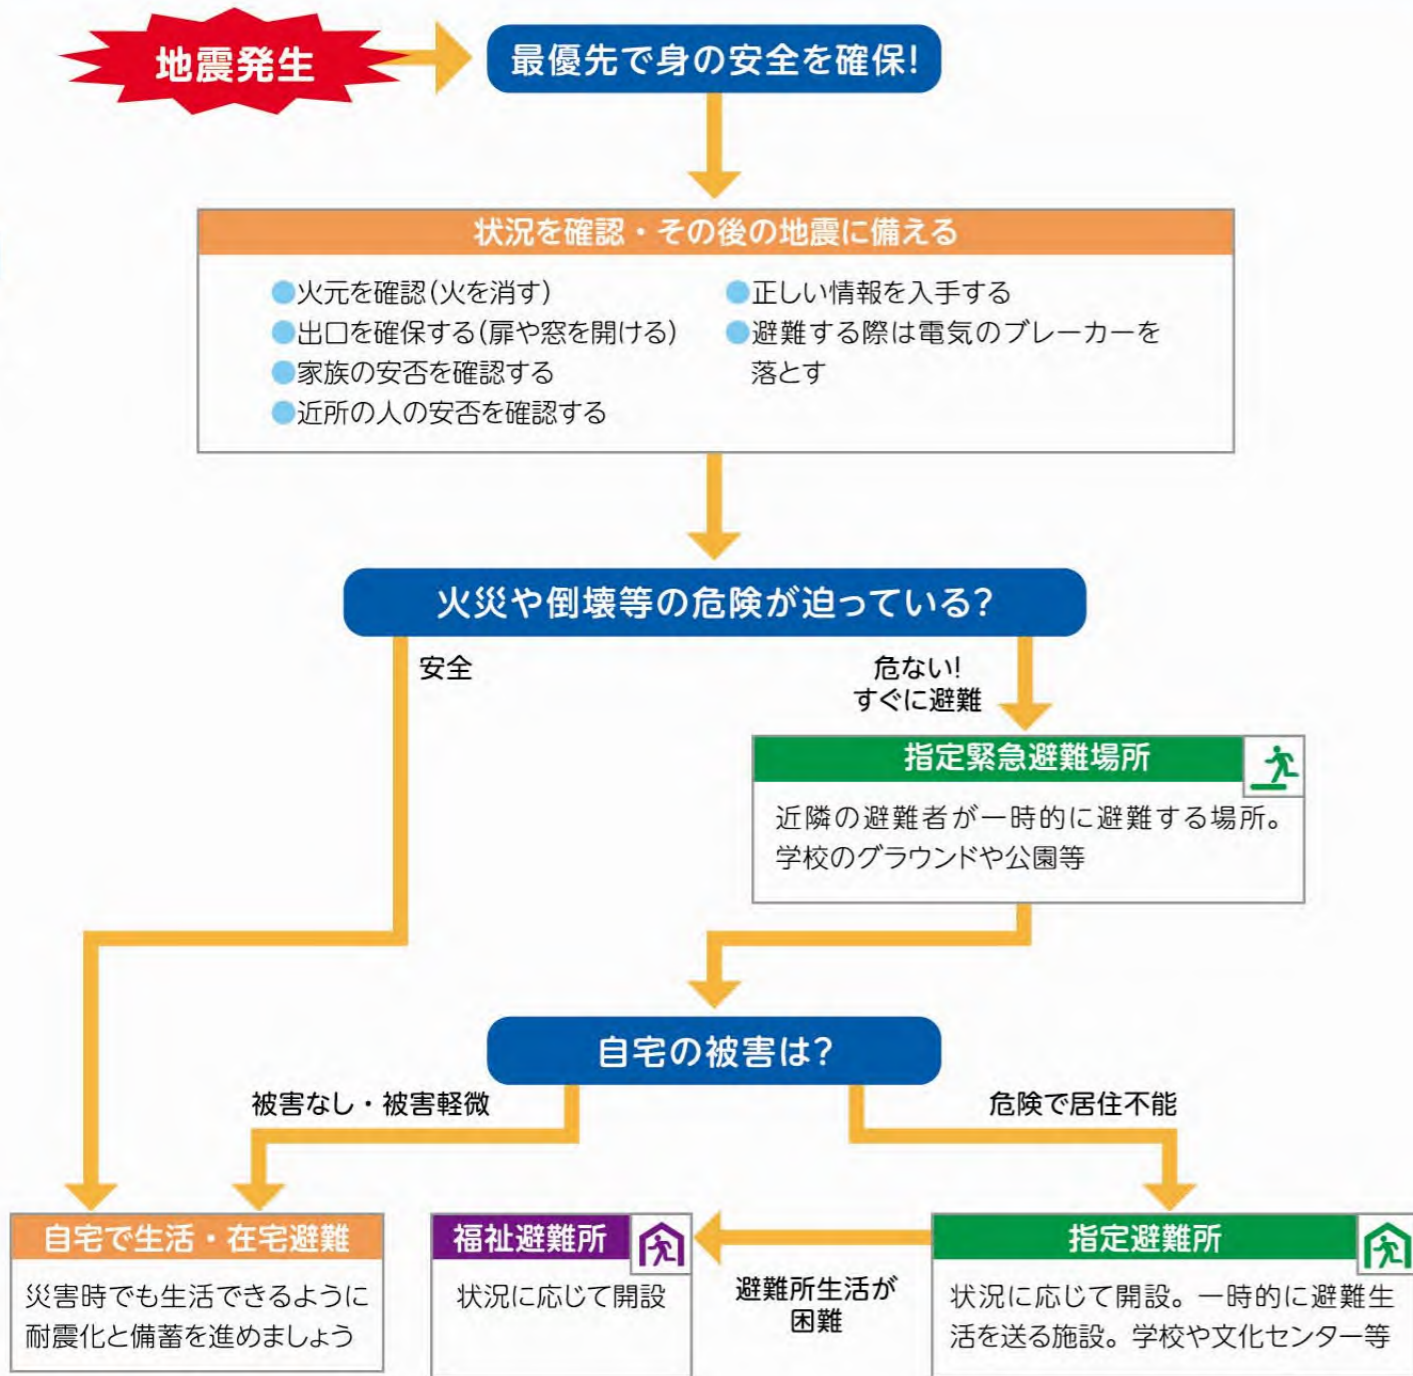 地震発生
最優先で身の安全を確保!
状況を確認・その後の地震に備える
●火元を確認(火を消す)
●出口を確保する(扉や窓を開ける)
●家族の安否を確認する
●近所の人の安否を確認する
●正しい情報を入手する
●避難する際は電気のブレーカーを
落とす
火災や倒壊等の危険が迫っている?
安全
危ない!
すぐに避難
指定緊急避難場所
近隣の避難者が一時的に避難する場所。
学校のグラウンドや公園等
自宅の被害は?
被害なし・被害軽微
危険で居住不能
自宅で生活・在宅避難
災害時でも生活できるように
耐震化と備蓄を進めましょう
福祉避難所
状況に応じて開設
避難所生活が
困難
指定避難所
状況に応じて開設。一時的に避難生
活を送る施設。学校や文化センター等